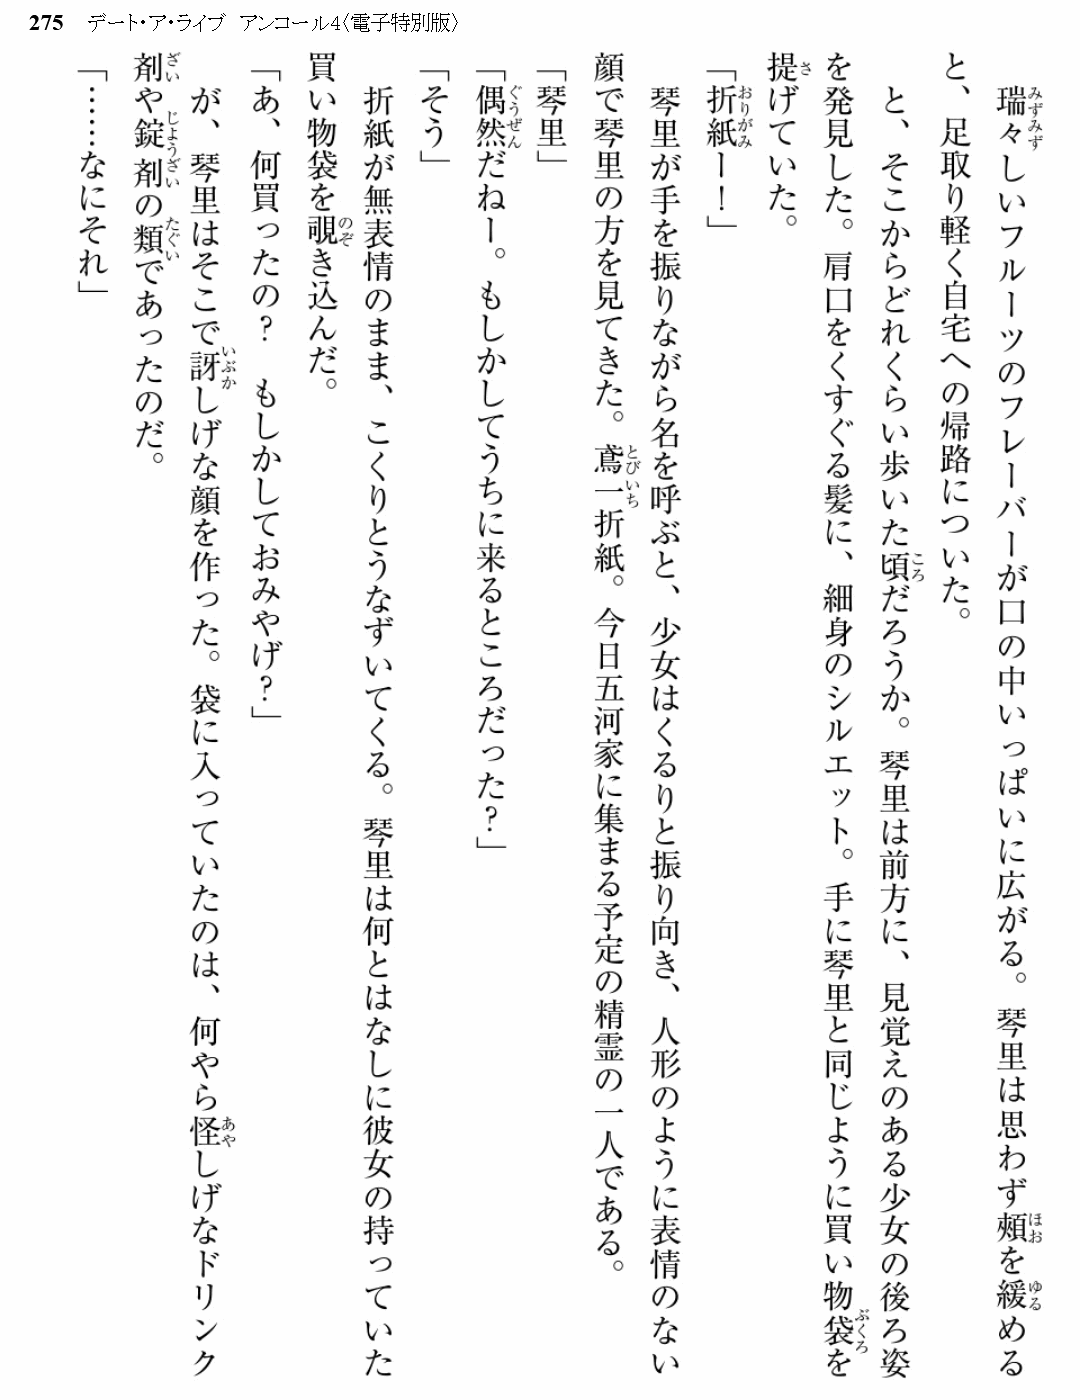 275 デート・ア・ライブ アンコール4〈電子特別版〉
瑞々しいフルーツのフレーバーが口の中いっぱいに広がる。琴里は思わず頰を緩める
と、足取り軽く自宅への帰路についた。
と、そこからどれくらい歩いた頃だろうか。琴里は前方に、見覚えのある少女の後ろ姿
を発見した。肩口をくすぐる髪に、細身のシルエット。手に琴里と同じように買い物袋を
提げていた。
「折紙ー！」
琴里が手を振りながら名を呼ぶと、少女はくるりと振り向き、人形のように表情のない
顔で琴里の方を見てきた。鳶一折紙。今日五河家に集まる予定の精霊の一人である。
「琴里」
「偶然だねー。もしかしてうちに来るところだった？」
「そう」
折紙が無表情のまま、こくりとうなずいてくる。琴里は何とはなしに彼女の持っていた
買い物袋を覗き込んだ。
「あ、何買ったの？　もしかしておみやげ？」
が、琴里はそこで訝しげな顔を作った。袋に入っていたのは、何やら怪しげなドリンク
剤や錠剤の類であったのだ。
「……なにそれ」